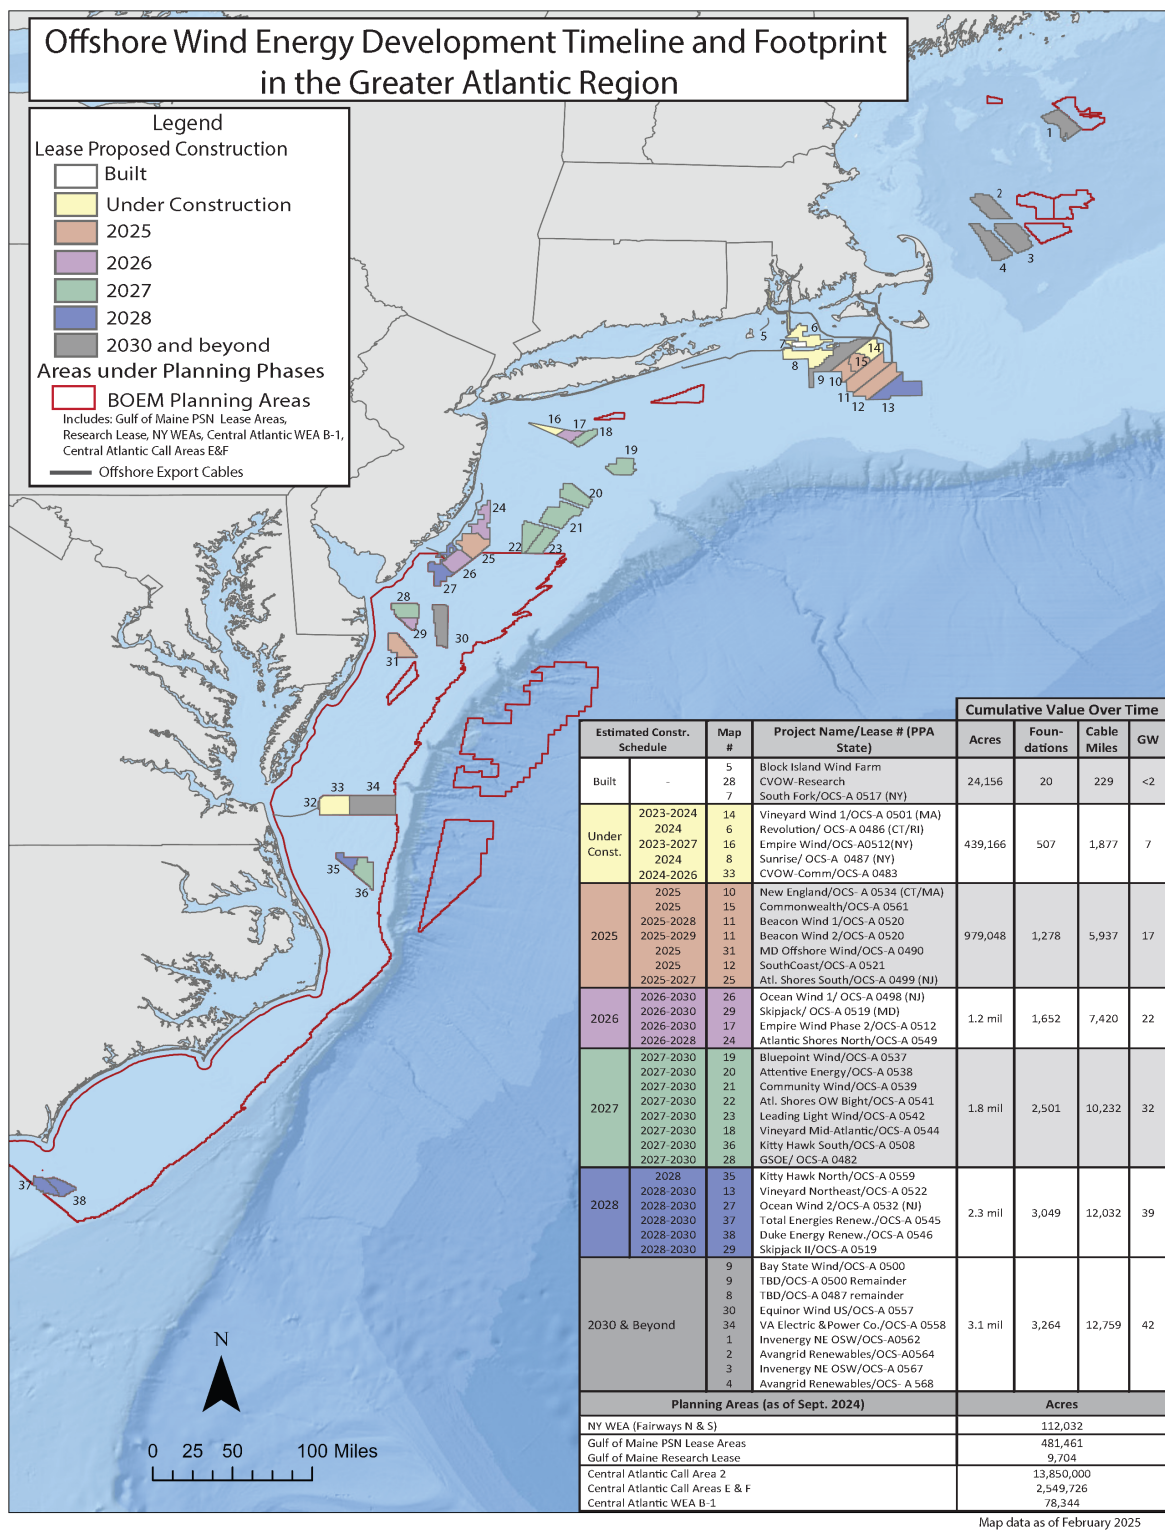 Offshore Wind Energy Development Timeline and Footprint
in the Greater Atlantic Region
Legend
Lease Proposed Construction
Built
Under Construction
2025
2026
2027
2028
2030 and beyond
Areas under Planning Phases
BOEM Planning Areas
Includes: Gulf of Maine PSN Lease Areas,
Research Lease, NY WEAs, Central Atlantic WEA B-1,
Central Atlantic Call Areas E&F
Offshore Export Cables
1
2
3
4
5
6
7
8
9
10
11
12
13
14
15
16
17
18
19
20
21
22
23
24
25
26
27
28
29
30
31
32
33
34
35
36
37
38
N
0 25 50 100 Miles
Cumulative Value Over Time
Estimated Constr. Schedule Map # Project Name/Lease # (PPA State) Acres Foun-dations Cable Miles GW
Built - 24,156 20 229 <2
5 Block Island Wind Farm
28 CVOW-Research
7 South Fork/OCS-A 0517 (NY)
Under Const. 439,166 507 1,877 7
2023-2024 14 Vineyard Wind 1/OCS-A 0501 (MA)
2024 6 Revolution/ OCS-A 0486 (CT/RI)
2023-2027 16 Empire Wind/OCS-A0512(NY)
2024 8 Sunrise/ OCS-A 0487 (NY)
2024-2026 33 CVOW-Comm/OCS-A 0483
2025 979,048 1,278 5,937 17
2025 10 New England/OCS- A 0534 (CT/MA)
2025 15 Commonwealth/OCS-A 0561
2025-2028 11 Beacon Wind 1/OCS-A 0520
2025-2029 11 Beacon Wind 2/OCS-A 0520
2025 31 MD Offshore Wind/OCS-A 0490
2025 12 SouthCoast/OCS-A 0521
2025-2027 25 Atl. Shores South/OCS-A 0499 (NJ)
2026 1.2 mil 1,652 7,420 22
2026-2030 26 Ocean Wind 1/ OCS-A 0498 (NJ)
2026-2030 29 Skipjack/ OCS-A 0519 (MD)
2026-2030 17 Empire Wind Phase 2/OCS-A 0512
2026-2028 24 Atlantic Shores North/OCS-A 0549
2027 1.8 mil 2,501 10,232 32
2027-2030 19 Bluepoint Wind/OCS-A 0537
2027-2030 20 Attentive Energy/OCS-A 0538
2027-2030 21 Community Wind/OCS-A 0539
2027-2030 22 Atl. Shores OW Bight/OCS-A 0541
2027-2030 23 Leading Light Wind/OCS-A 0542
2027-2030 18 Vineyard Mid-Atlantic/OCS-A 0544
2027-2030 36 Kitty Hawk South/OCS-A 0508
2027-2030 28 GSOE/ OCS-A 0482
2028 2.3 mil 3,049 12,032 39
2028 35 Kitty Hawk North/OCS-A 0559
2028-2030 13 Vineyard Northeast/OCS-A 0522
2028-2030 27 Ocean Wind 2/OCS-A 0532 (NJ)
2028-2030 37 Total Energies Renew./OCS-A 0545
2028-2030 38 Duke Energy Renew./OCS-A 0546
2028-2030 29 Skipjack II/OCS-A 0519
2030 & Beyond 3.1 mil 3,264 12,759 42
9 Bay State Wind/OCS-A 0500
9 TBD/OCS-A 0500 Remainder
8 TBD/OCS-A 0487 remainder
30 Equinor Wind US/OCS-A 0557
34 VA Electric &Power Co./OCS-A 0558
1 Invenergy NE OSW/OCS-A0562
2 Avangrid Renewables/OCS-A0564
3 Invenergy NE OSW/OCS-A 0567
4 Avangrid Renewables/OCS- A 568
Planning Areas (as of Sept. 2024) Acres
NY WEA (Fairways N & S) 112,032
Gulf of Maine PSN Lease Areas 481,461
Gulf of Maine Research Lease 9,704
Central Atlantic Call Area 2 13,850,000
Central Atlantic Call Areas E & F 2,549,726
Central Atlantic WEA B-1 78,344
Map data as of February 2025